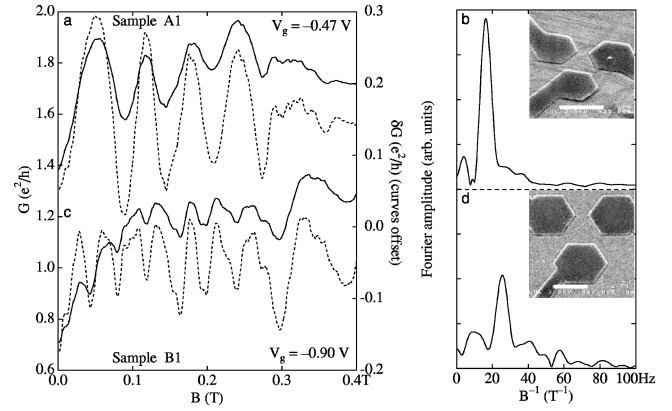 a
Sample A1
V_g = –0.47 V
2.0
1.8
1.6
1.4
1.2
1.0
0.8
0.6
G (e²/h)
0.3
0.2
0.1
0.0
-0.1
-0.2
δG (e²/h) (curves offset)
c
Sample B1
V_g = –0.90 V
0.0
0.1
0.2
0.3
0.4T
B (T)
b
d
Fourier amplitude (arb. units)
0
20
40
60
80
100Hz
B⁻¹ (T⁻¹)